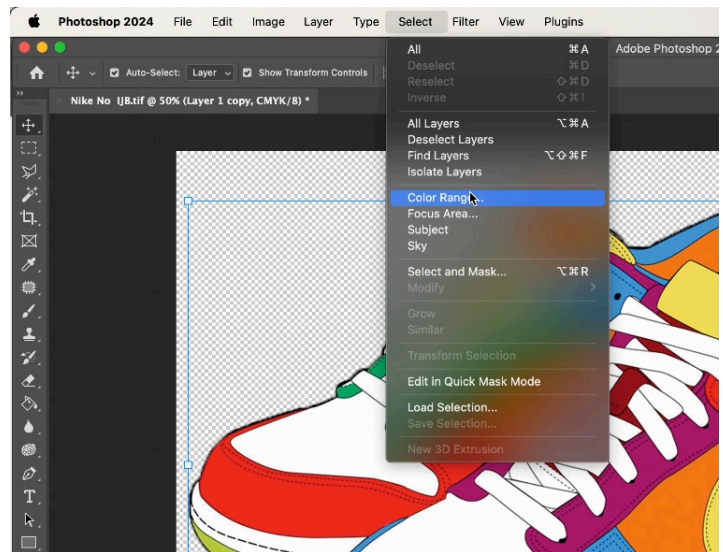 Photoshop 2024 File Edit Image Layer Type Select Filter View Plugins
Adobe Photoshop 2
Auto-Select: Layer Show Transform Controls
Nike No IJB.tif @ 50% (Layer 1 copy, CMYK/8) *
All ⌘A
Deselect ⌘D
Reselect ⇧⌘D
Inverse ⇧⌘I
All Layers ⌥⌘A
Deselect Layers
Find Layers ⌥⇧⌘F
Isolate Layers
Color Range...
Focus Area...
Subject
Sky
Select and Mask... ⌥⌘R
Modify
Grow
Similar
Transform Selection
Edit in Quick Mask Mode
Load Selection...
Save Selection...
New 3D Extrusion